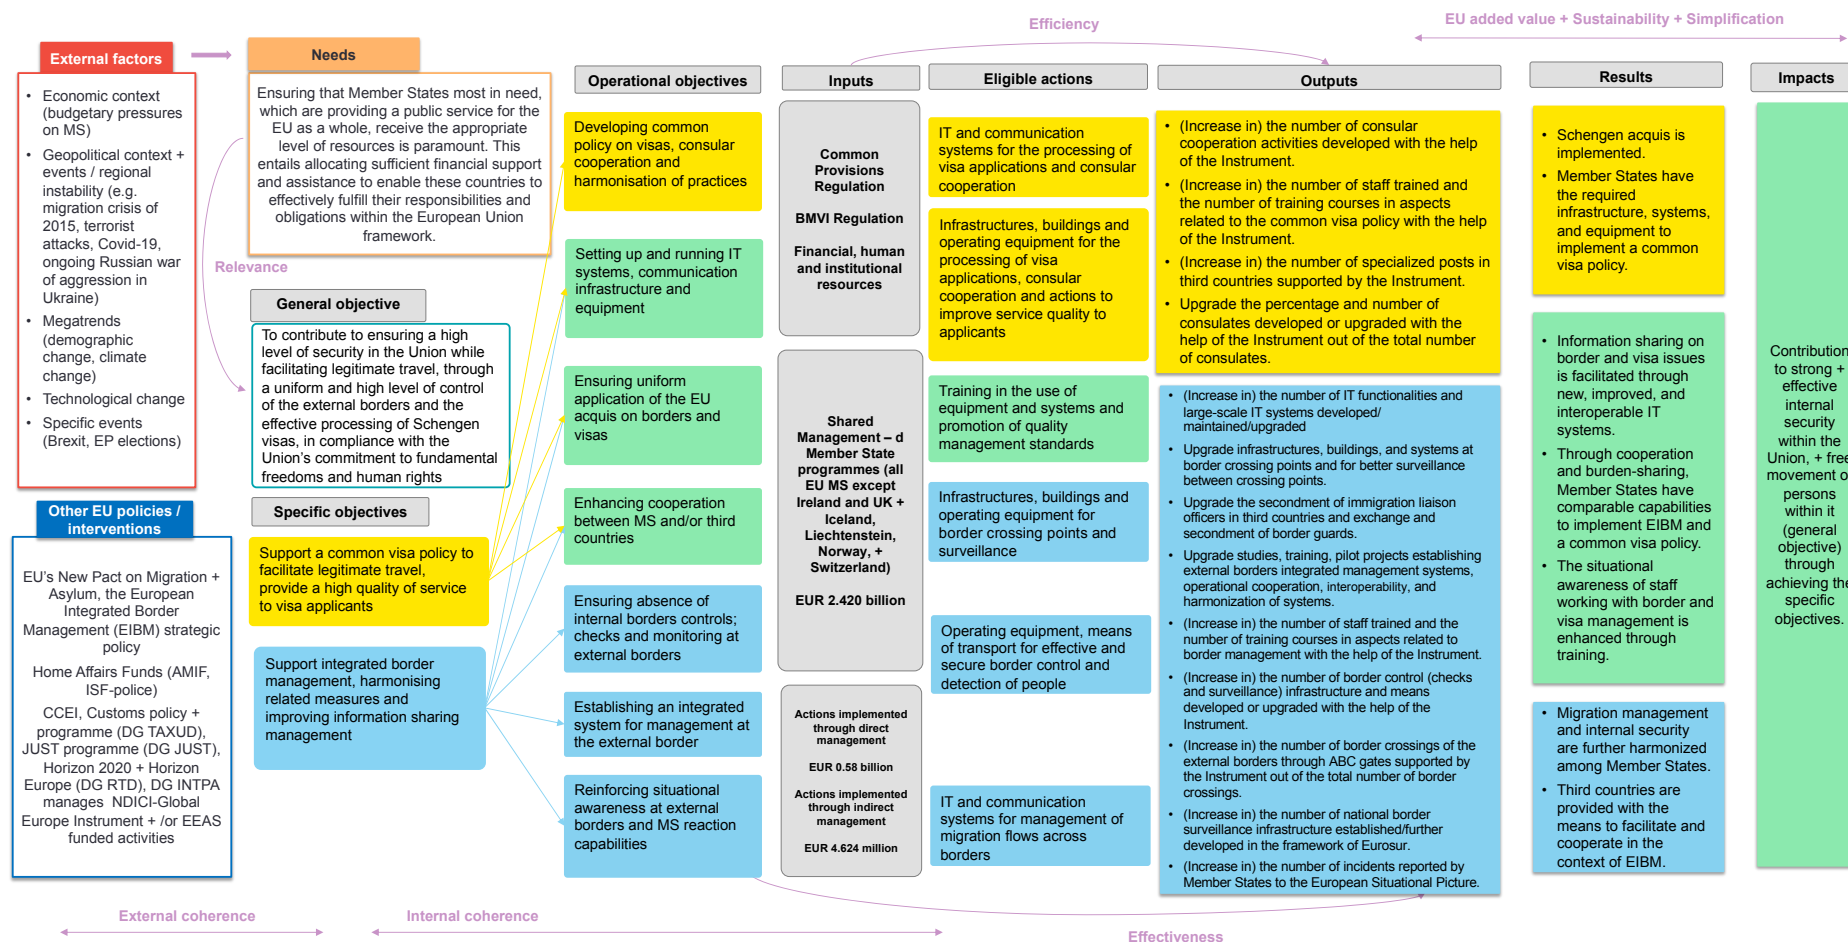 Efficiency
EU added value + Sustainability + Simplification
External factors
• Economic context
(budgetary pressures
on MS)
• Geopolitical context +
events / regional
instability (e.g.
migration crisis of
2015, terrorist
attacks, Covid-19,
ongoing Russian war
of aggression in
Ukraine)
• Megatrends
(demographic
change, climate
change)
• Technological change
• Specific events
(Brexit, EP elections)
Other EU policies /
interventions
EU's New Pact on Migration +
Asylum, the European
Integrated Border
Management (EIBM) strategic
policy
Home Affairs Funds (AMIF,
ISF-police)
CCEI, Customs policy +
programme (DG TAXUD),
JUST programme (DG JUST),
Horizon 2020 + Horizon
Europe (DG RTD), DG INTPA
manages NDICI-Global
Europe Instrument + /or EEAS
funded activities
Needs
Ensuring that Member States most in need,
which are providing a public service for the
EU as a whole, receive the appropriate
level of resources is paramount. This
entails allocating sufficient financial support
and assistance to enable these countries to
effectively fulfill their responsibilities and
obligations within the European Union
framework.
Relevance
General objective
To contribute to ensuring a high
level of security in the Union while
facilitating legitimate travel, through
a uniform and high level of control
of the external borders and the
effective processing of Schengen
visas, in compliance with the
Union's commitment to fundamental
freedoms and human rights
Specific objectives
Support a common visa policy to
facilitate legitimate travel,
provide a high quality of service
to visa applicants
Support integrated border
management, harmonising
related measures and
improving information sharing
management
Operational objectives
Developing common
policy on visas, consular
cooperation and
harmonisation of practices
Setting up and running IT
systems, communication
infrastructure and
equipment
Ensuring uniform
application of the EU
acquis on borders and
visas
Enhancing cooperation
between MS and/or third
countries
Ensuring absence of
internal borders controls;
checks and monitoring at
external borders
Establishing an integrated
system for management at
the external border
Reinforcing situational
awareness at external
borders and MS reaction
capabilities
Inputs
Common
Provisions
Regulation
BMVI Regulation
Financial, human
and institutional
resources
Shared
Management – d
Member State
programmes (all
EU MS except
Ireland and UK +
Iceland,
Liechtenstein,
Norway, +
Switzerland)
EUR 2.420 billion
Actions implemented
through direct
management
EUR 0.58 billion
Actions implemented
through indirect
management
EUR 4.624 million
Eligible actions
IT and communication
systems for the processing of
visa applications and consular
cooperation
Infrastructures, buildings and
operating equipment for the
processing of visa
applications, consular
cooperation and actions to
improve service quality to
applicants
Training in the use of
equipment and systems and
promotion of quality
management standards
Infrastructures, buildings and
operating equipment for
border crossing points and
surveillance
Operating equipment, means
of transport for effective and
secure border control and
detection of people
IT and communication
systems for management of
migration flows across
borders
Outputs
• (Increase in) the number of consular
cooperation activities developed with the help
of the Instrument.
• (Increase in) the number of staff trained and
the number of training courses in aspects
related to the common visa policy with the help
of the Instrument.
• (Increase in) the number of specialized posts in
third countries supported by the Instrument.
• Upgrade the percentage and number of
consulates developed or upgraded with the
help of the Instrument out of the total number
of consulates.
• (Increase in) the number of IT functionalities and
large-scale IT systems developed/
maintained/upgraded
• Upgrade infrastructures, buildings, and systems at
border crossing points and for better surveillance
between crossing points.
• Upgrade the secondment of immigration liaison
officers in third countries and exchange and
secondment of border guards.
• Upgrade studies, training, pilot projects establishing
external borders integrated management systems,
operational cooperation, interoperability, and
harmonization of systems.
• (Increase in) the number of staff trained and the
number of training courses in aspects related to
border management with the help of the Instrument.
• (Increase in) the number of border control (checks
and surveillance) infrastructure and means
developed or upgraded with the help of the
Instrument.
• (Increase in) the number of border crossings of the
external borders through ABC gates supported by
the Instrument out of the total number of border
crossings.
• (Increase in) the number of national border
surveillance infrastructure established/further
developed in the framework of Eurosur.
• (Increase in) the number of incidents reported by
Member States to the European Situational Picture.
Results
• Schengen acquis is
implemented.
• Member States have
the required
infrastructure, systems,
and equipment to
implement a common
visa policy.
• Information sharing on
border and visa issues
is facilitated through
new, improved, and
interoperable IT
systems.
• Through cooperation
and burden-sharing,
Member States have
comparable capabilities
to implement EIBM and
a common visa policy.
• The situational
awareness of staff
working with border and
visa management is
enhanced through
training.
• Migration management
and internal security
are further harmonized
among Member States.
• Third countries are
provided with the
means to facilitate and
cooperate in the
context of EIBM.
Impacts
Contribution
to strong +
effective
internal
security
within the
Union, + free
movement o
persons
within it
(general
objective)
through
achieving the
specific
objectives.
External coherence
Internal coherence
Effectiveness